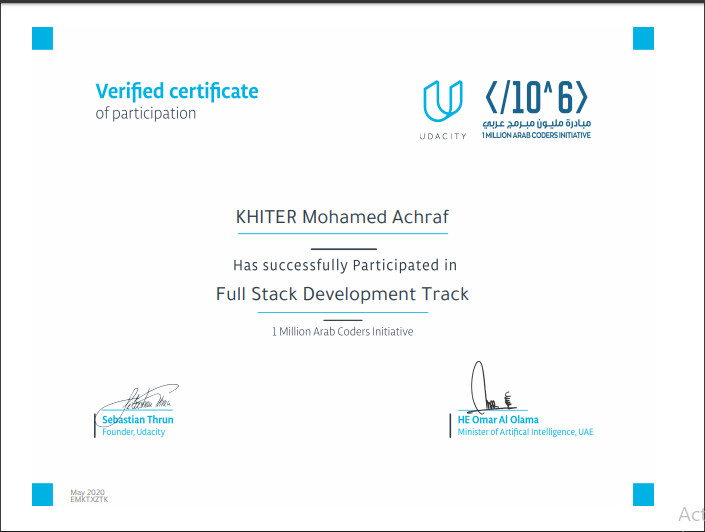 Verified certificate
of participation
UDACITY
</10^6>
مبادرة مليون مبرمج عربي
1 MILLION ARAB CODERS INITIATIVE
KHITER Mohamed Achraf
Has successfully Participated in
Full Stack Development Track
1 Million Arab Coders Initiative
Sebastian Thrun
Founder, Udacity
HE Omar Al Olama
Minister of Artifical Intelligence, UAE
May 2020
EMKTXZTK